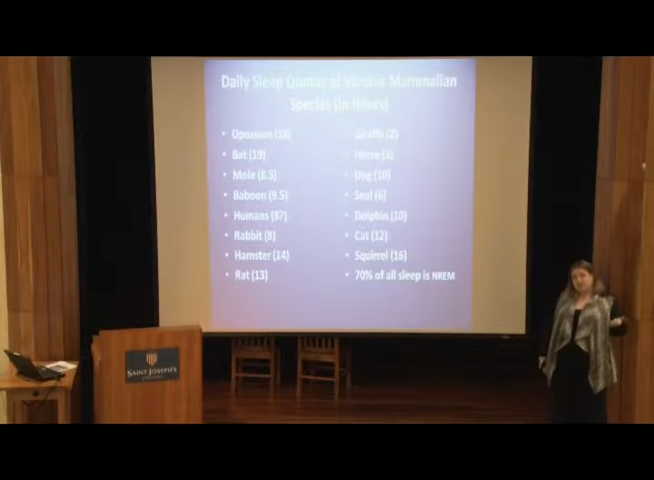 Daily Sleep Quotas of Various Mammalian
Species (in Hours)
• Opossum (18)
• Bat (19)
• Mole (8.5)
• Baboon (9.5)
• Humans (8?)
• Rabbit (8)
• Hamster (14)
• Rat (13)
• Giraffe (2)
• Horse (3)
• Dog (10)
• Seal (6)
• Dolphin (10)
• Cat (12)
• Squirrel (16)
• 70% of all sleep is NREM
SAINT JOSEPH'S
COLLEGE